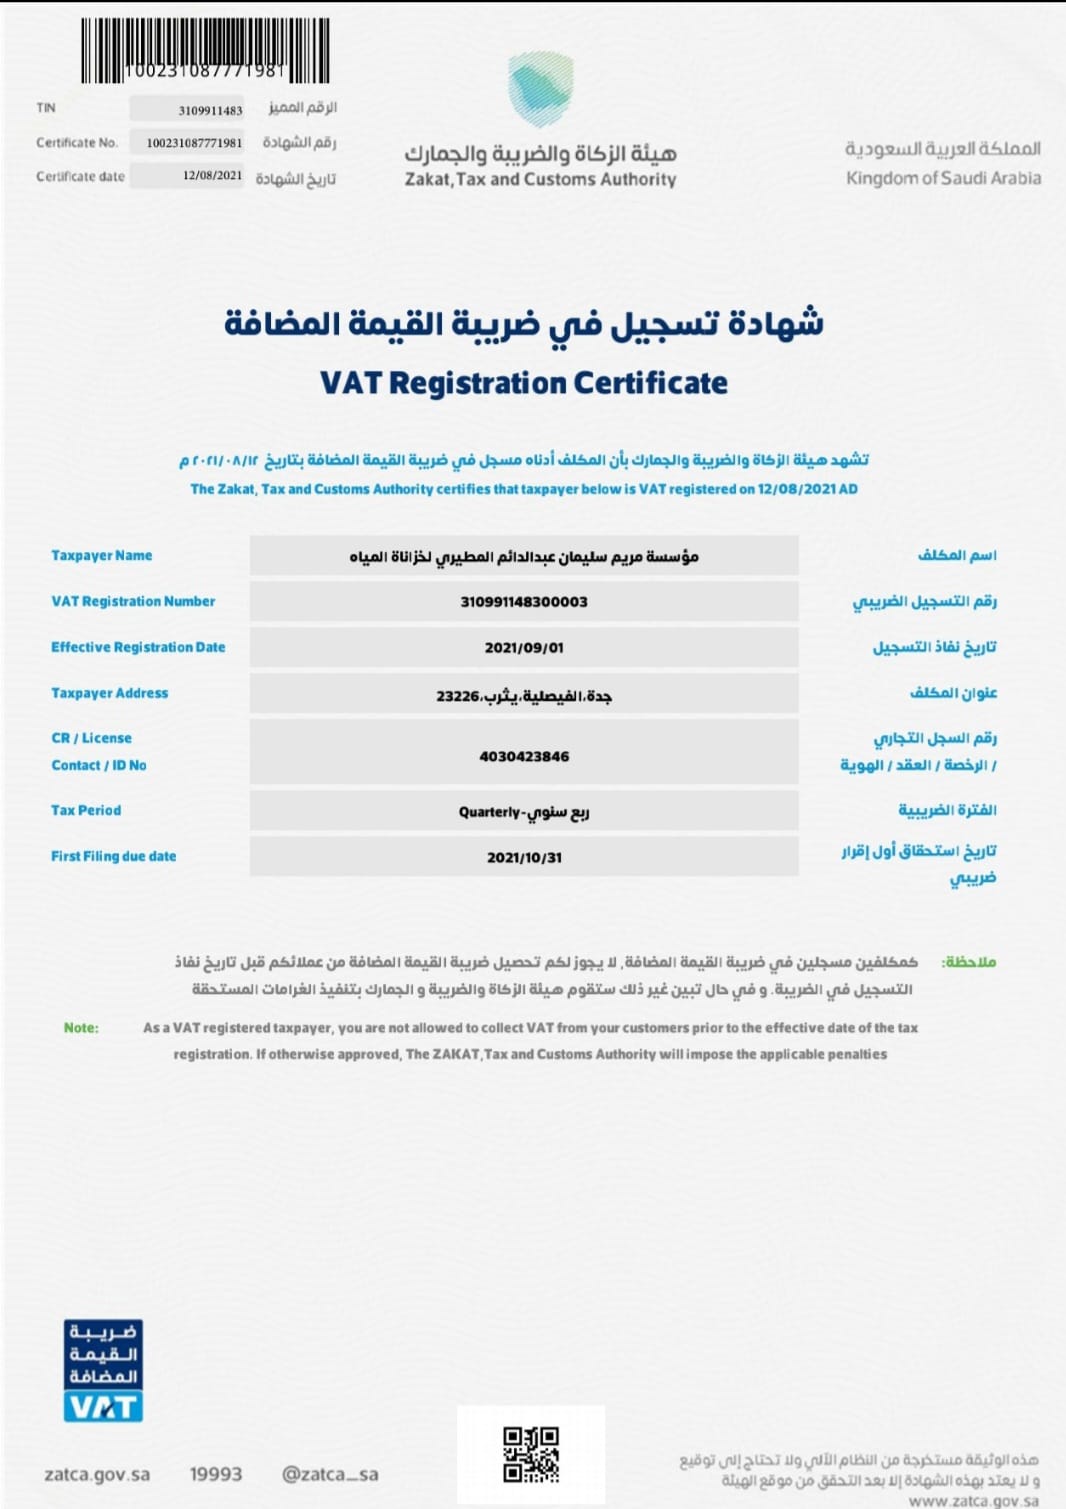 100231087771981
TIN 3109911483 الرقم المميز
Certificate No. 100231087771981 رقم الشهادة
Certificate date 12/08/2021 تاريخ الشهادة
هيئة الزكاة والضريبة والجمارك
Zakat,Tax and Customs Authority
المملكة العربية السعودية
Kingdom of Saudi Arabia
شهادة تسجيل في ضريبة القيمة المضافة
VAT Registration Certificate
تشهد هيئة الزكاة والضريبة والجمارك بأن المكلف أدناه مسجل في ضريبة القيمة المضافة بتاريخ ٢٠٢١/٠٨/١٢ م
The Zakat, Tax and Customs Authority certifies that taxpayer below is VAT registered on 12/08/2021 AD
Taxpayer Name مؤسسة مريم سليمان عبدالدائم المطيري لخزاناة المياه اسم المكلف
VAT Registration Number 310991148300003 رقم التسجيل الضريبي
Effective Registration Date 2021/09/01 تاريخ نفاذ التسجيل
Taxpayer Address جدة،الفيصلية،يثرب،23226 عنوان المكلف
CR / License رقم السجل التجاري
Contact / ID No 4030423846 / الرخصة / العقد / الهوية
Tax Period ربع سنوي-Quarterly الفترة الضريبية
First Filing due date 2021/10/31 تاريخ استحقاق أول إقرار
ضريبي
ملاحظة: كمكلفين مسجلين في ضريبة القيمة المضافة, لا يجوز لكم تحصيل ضريبة القيمة المضافة من عملائكم قبل تاريخ نفاذ
التسجيل في الضريبة. و في حال تبين غير ذلك ستقوم هيئة الزكاة والضريبة و الجمارك بتنفيذ الغرامات المستحقة
Note: As a VAT registered taxpayer, you are not allowed to collect VAT from your customers prior to the effective date of the tax
registration. If otherwise approved, The ZAKAT,Tax and Customs Authority will impose the applicable penalties
ضريبة
القيمة
المضافة
VAT
zatca.gov.sa 19993 @zatca_sa
هذه الوثيقة مستخرجة من النظام الآلي ولا تحتاج إلى توقيع
و لا يعتد بهذه الشهادة إلا بعد التحقق من موقع الهيئة
www.zatca.gov.sa